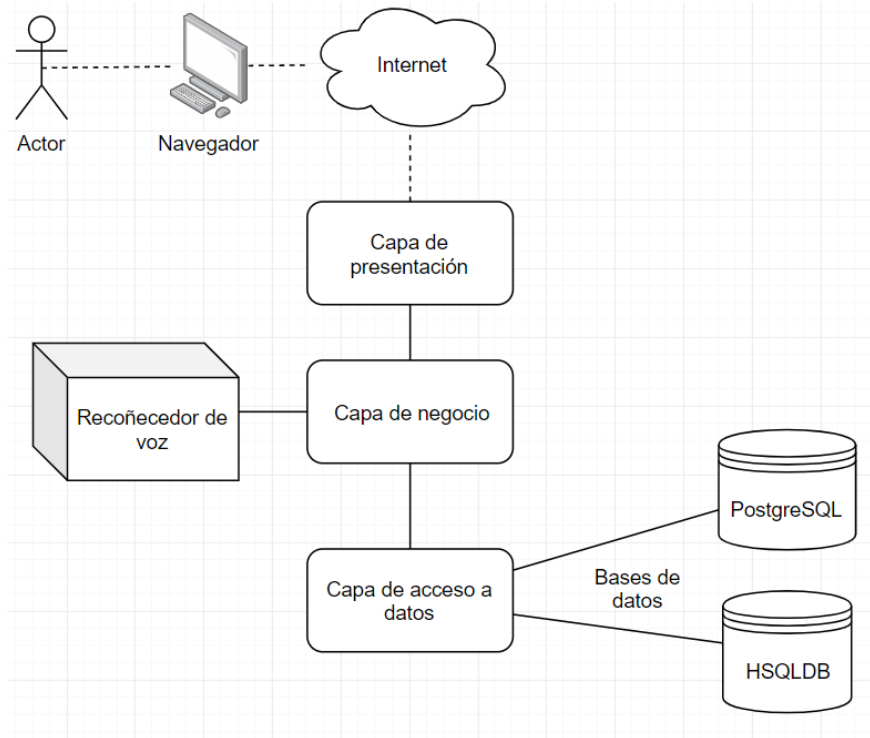 Internet
Actor
Navegador
Capa de
presentación
Recoñecedor de
voz
Capa de negocio
PostgreSQL
Capa de acceso a
datos
Bases de
datos
HSQLDB